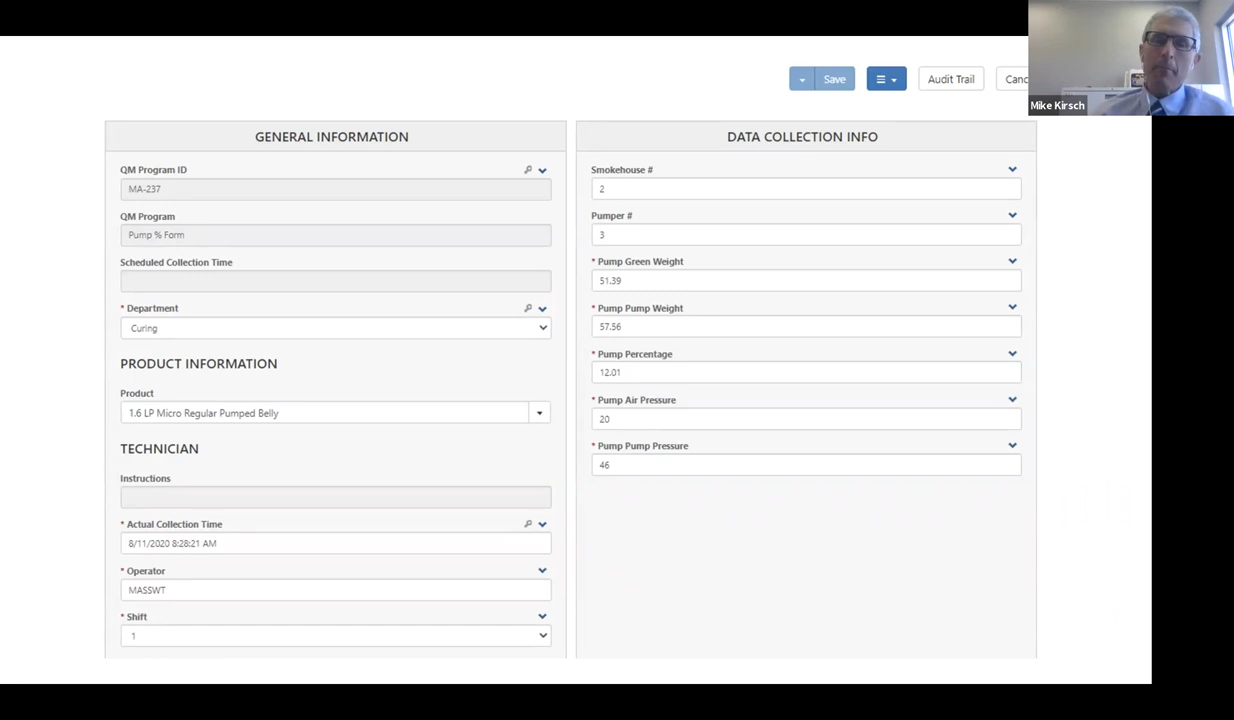 Save
Audit Trail
Canc
Mike Kirsch
GENERAL INFORMATION
QM Program ID
MA-237
QM Program
Pump % Form
Scheduled Collection Time
* Department
Curing
PRODUCT INFORMATION
Product
1.6 LP Micro Regular Pumped Belly
TECHNICIAN
Instructions
* Actual Collection Time
8/11/2020 8:28:21 AM
* Operator
MASSWT
* Shift
1
DATA COLLECTION INFO
Smokehouse #
2
Pumper #
3
* Pump Green Weight
51.39
* Pump Pump Weight
57.56
* Pump Percentage
12.01
* Pump Air Pressure
20
* Pump Pump Pressure
46